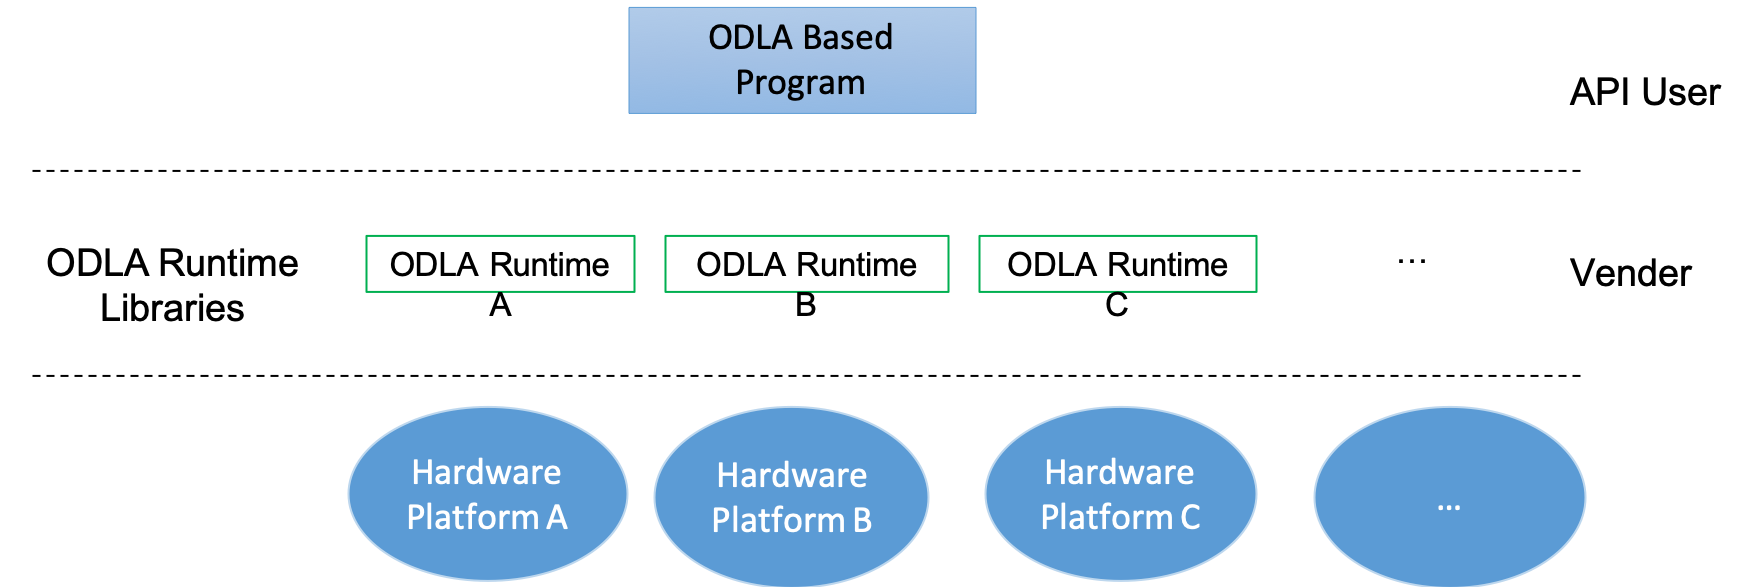 ODLA Based
Program
API User
ODLA Runtime
Libraries
ODLA Runtime
A
ODLA Runtime
B
ODLA Runtime
C
...
Vender
Hardware
Platform A
Hardware
Platform B
Hardware
Platform C
...